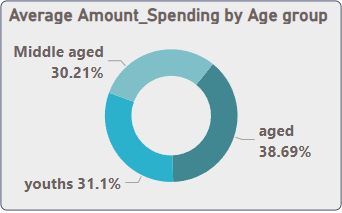 Average Amount_Spending by Age group
Middle aged
30.21%
aged
38.69%
youths 31.1%